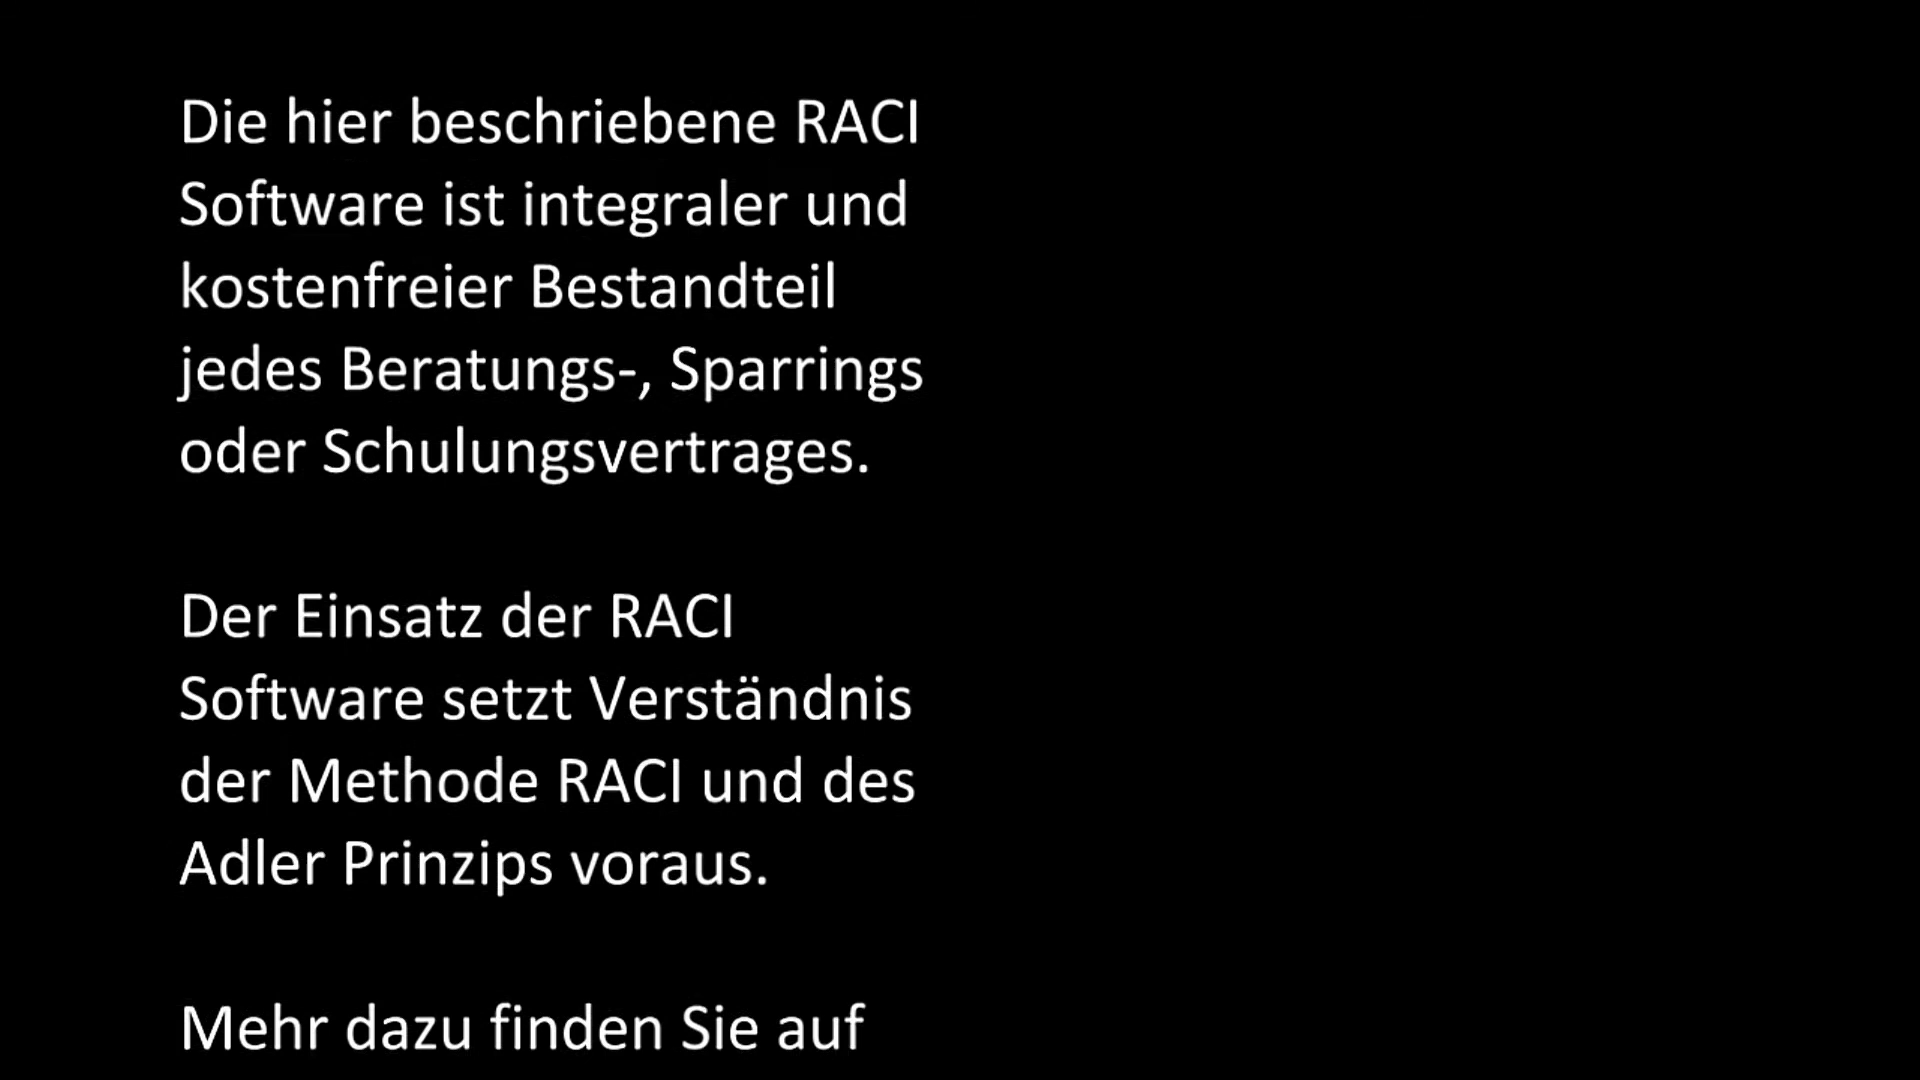 Die hier beschriebene RACI
Software ist integraler und
kostenfreier Bestandteil
jedes Beratungs-, Sparrings
oder Schulungsvertrages.
Der Einsatz der RACI
Software setzt Verständnis
der Methode RACI und des
Adler Prinzips voraus.
Mehr dazu finden Sie auf